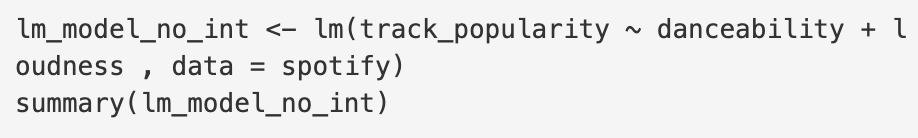 lm_model_no_int <- lm(track_popularity ~ danceability + l
oudness , data = spotify)
summary(lm_model_no_int)